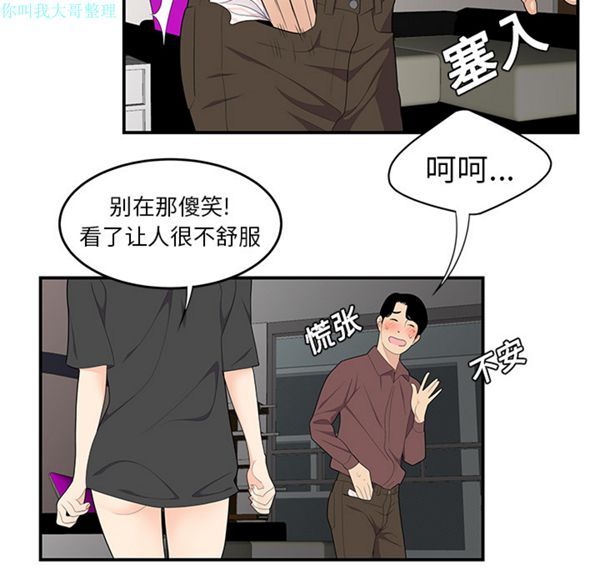 你叫我大哥整理
塞入
呵呵...
别在那傻笑!
看了让人很不舒服
慌张
不安